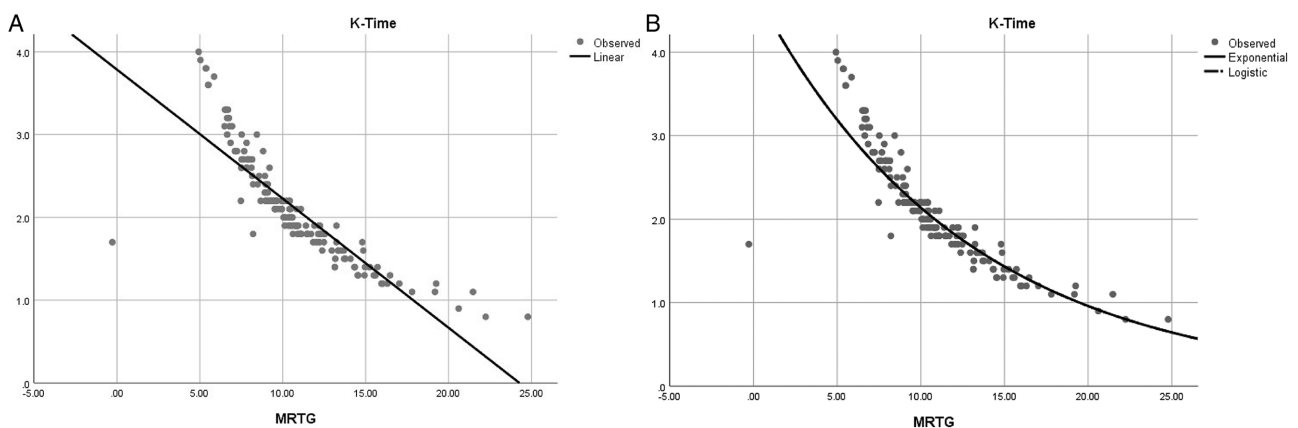 A
K-Time
4.0
3.0
2.0
1.0
.0
-5.00 .00 5.00 10.00 15.00 20.00 25.00
MRTG
Observed
Linear
B
K-Time
4.0
3.0
2.0
1.0
.0
-5.00 .00 5.00 10.00 15.00 20.00 25.00
MRTG
Observed
Exponential
Logistic